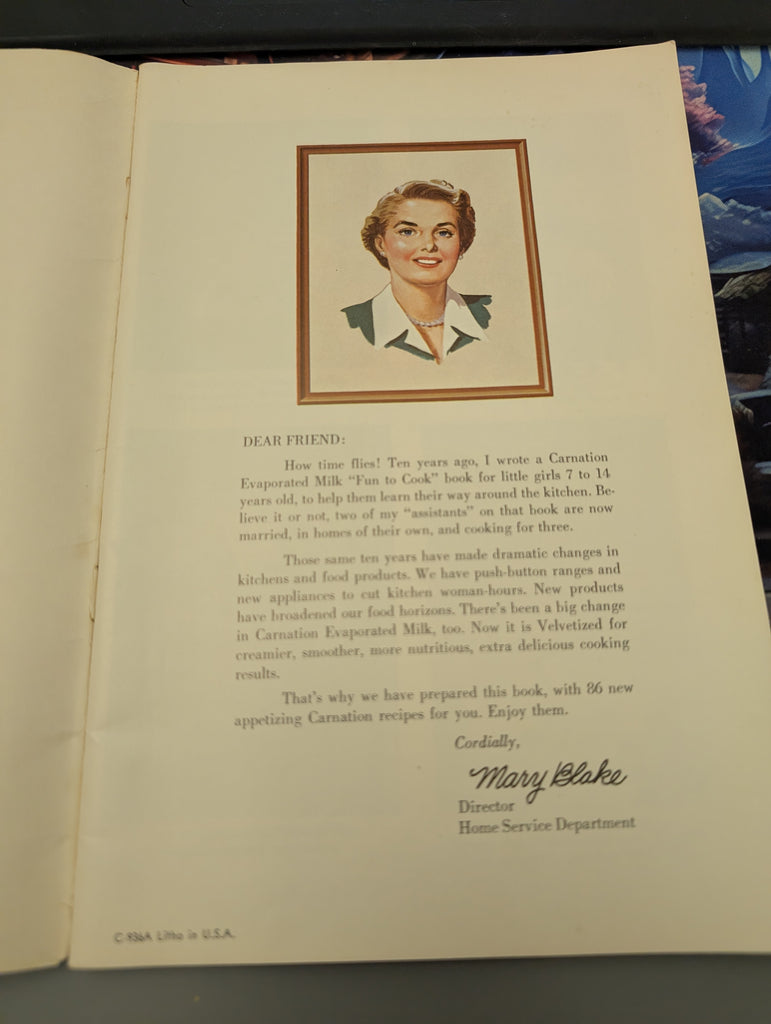 DEAR FRIEND:
How time flies! Ten years ago, I wrote a Carnation
Evaporated Milk "Fun to Cook" book for little girls 7 to 14
years old, to help them learn their way around the kitchen. Be-
lieve it or not, two of my "assistants" on that book are now
married, in homes of their own, and cooking for three.
Those same ten years have made dramatic changes in
kitchens and food products. We have push-button ranges and
new appliances to cut kitchen woman-hours. New products
have broadened our food horizons. There's been a big change
in Carnation Evaporated Milk, too. Now it is Velvetized for
creamier, smoother, more nutritious, extra delicious cooking
results.
That's why we have prepared this book, with 86 new
appetizing Carnation recipes for you. Enjoy them.
Cordially,
Mary Blake
Director
Home Service Department
Litho in U.S.A.